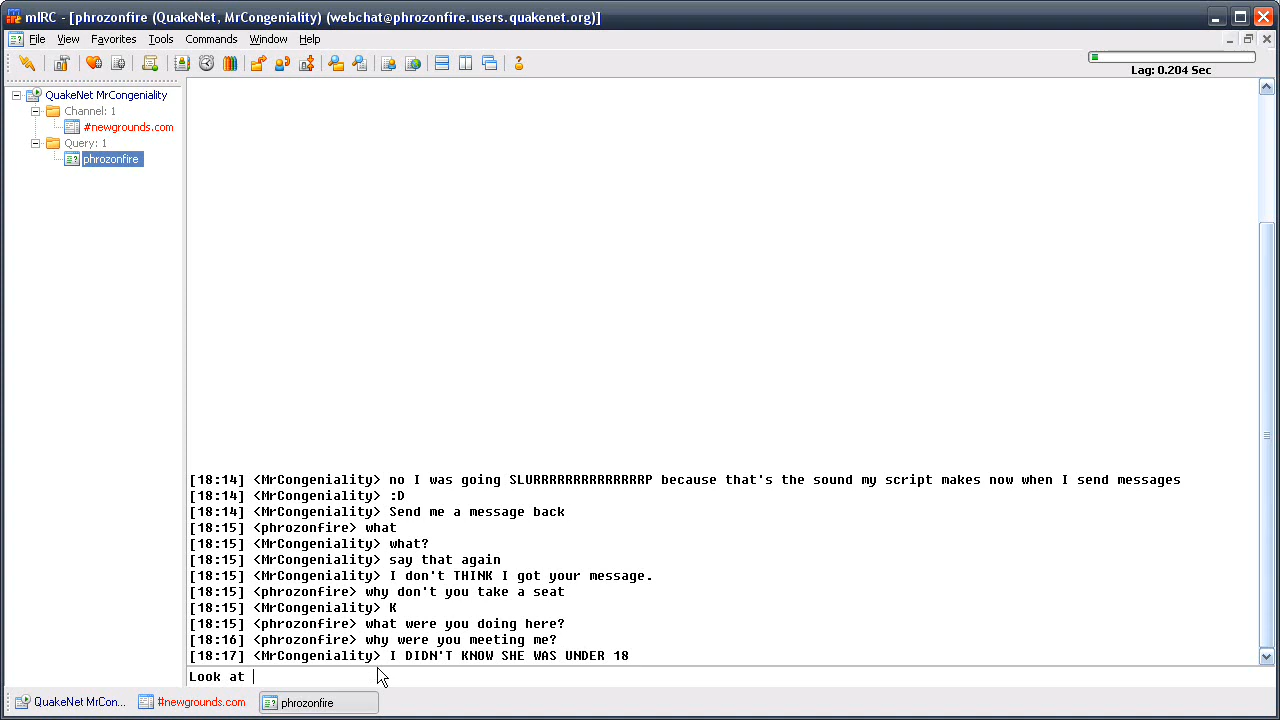 mIRC - [phrozonfire (QuakeNet, MrCongeniality) (webchat@phrozonfire.users.quakenet.org)]
File View Favorites Tools Commands Window Help
Lag: 0.204 Sec
QuakeNet MrCongeniality
Channel: 1
#newgrounds.com
Query: 1
phrozonfire
[18:14] <MrCongeniality> no I was going SLURRRRRRRRRRRRRRP because that's the sound my script makes now when I send messages
[18:14] <MrCongeniality> :D
[18:14] <MrCongeniality> Send me a message back
[18:15] <phrozonfire> what
[18:15] <MrCongeniality> what?
[18:15] <MrCongeniality> say that again
[18:15] <MrCongeniality> I don't THINK I got your message.
[18:15] <phrozonfire> why don't you take a seat
[18:15] <MrCongeniality> K
[18:15] <phrozonfire> what were you doing here?
[18:16] <phrozonfire> why were you meeting me?
[18:17] <MrCongeniality> I DIDN'T KNOW SHE WAS UNDER 18
Look at
QuakeNet MrCon... #newgrounds.com phrozonfire